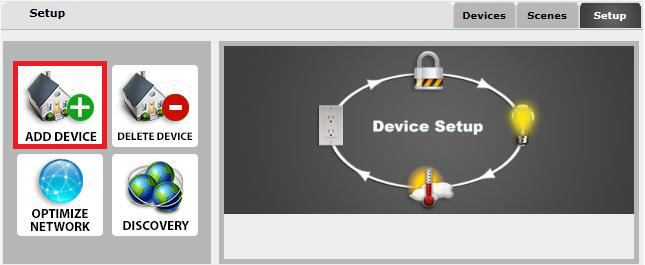 Setup
Devices
Scenes
Setup
ADD DEVICE
DELETE DEVICE
OPTIMIZE
NETWORK
DISCOVERY
Device Setup